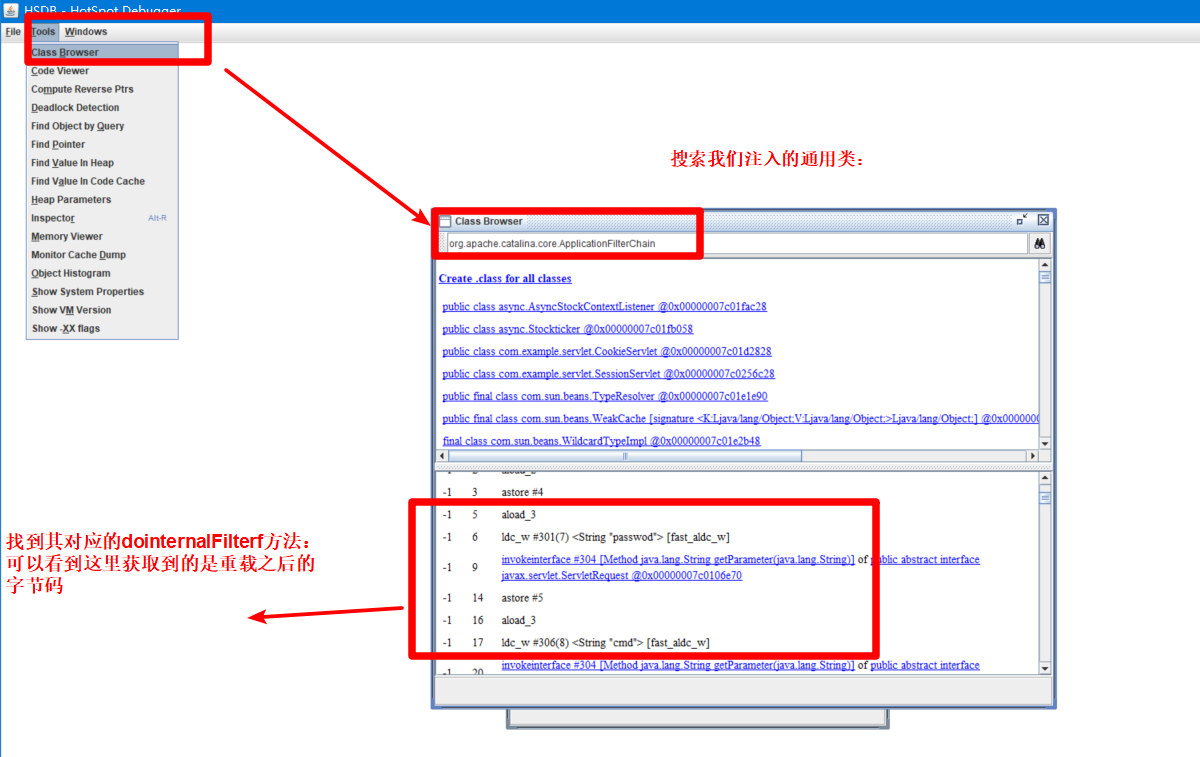 HSDB - HotSpot Debugger
File Tools Windows
Class Browser
Code Viewer
Compute Reverse Ptrs
Deadlock Detection
Find Object by Query
Find Pointer
Find Value In Heap
Find Value In Code Cache
Heap Parameters
Inspector Alt-R
Memory Viewer
Monitor Cache Dump
Object Histogram
Show System Properties
Show VM Version
Show -XX flags
搜索我们注入的通用类：
Class Browser
org.apache.catalina.core.ApplicationFilterChain
Create .class for all classes
public class async.AsyncStockContextListener @0x00000007c01fac28
public class async.Stockticker @0x00000007c01fb058
public class com.example.servlet.CookieServlet @0x00000007c01d2828
public class com.example.servlet.SessionServlet @0x00000007c0256c28
public final class com.sun.beans.TypeResolver @0x00000007c01e1e90
public final class com.sun.beans.WeakCache [signature <K:Ljava/lang/Object;V:Ljava/lang/Object;>Ljava/lang/Object;] @0x0000000
final class com.sun.beans.WildcardTypeImpl @0x00000007c01e2b48
-1 3 astore #4
-1 5 aload_3
-1 6 ldc_w #301(7) <String "passwod"> [fast_aldc_w]
-1 9 invokeinterface #304 [Method java.lang.String getParameter(java.lang.String)] of public abstract interface
javax.servlet.ServletRequest @0x00000007c0106e70
-1 14 astore #5
-1 16 aload_3
-1 17 ldc_w #306(8) <String "cmd"> [fast_aldc_w]
-1 20 invokeinterface #304 [Method java.lang.String getParameter(java.lang.String)] of public abstract interface
找到其对应的dointernalFilterf方法：
可以看到这里获取到的是重载之后的
字节码